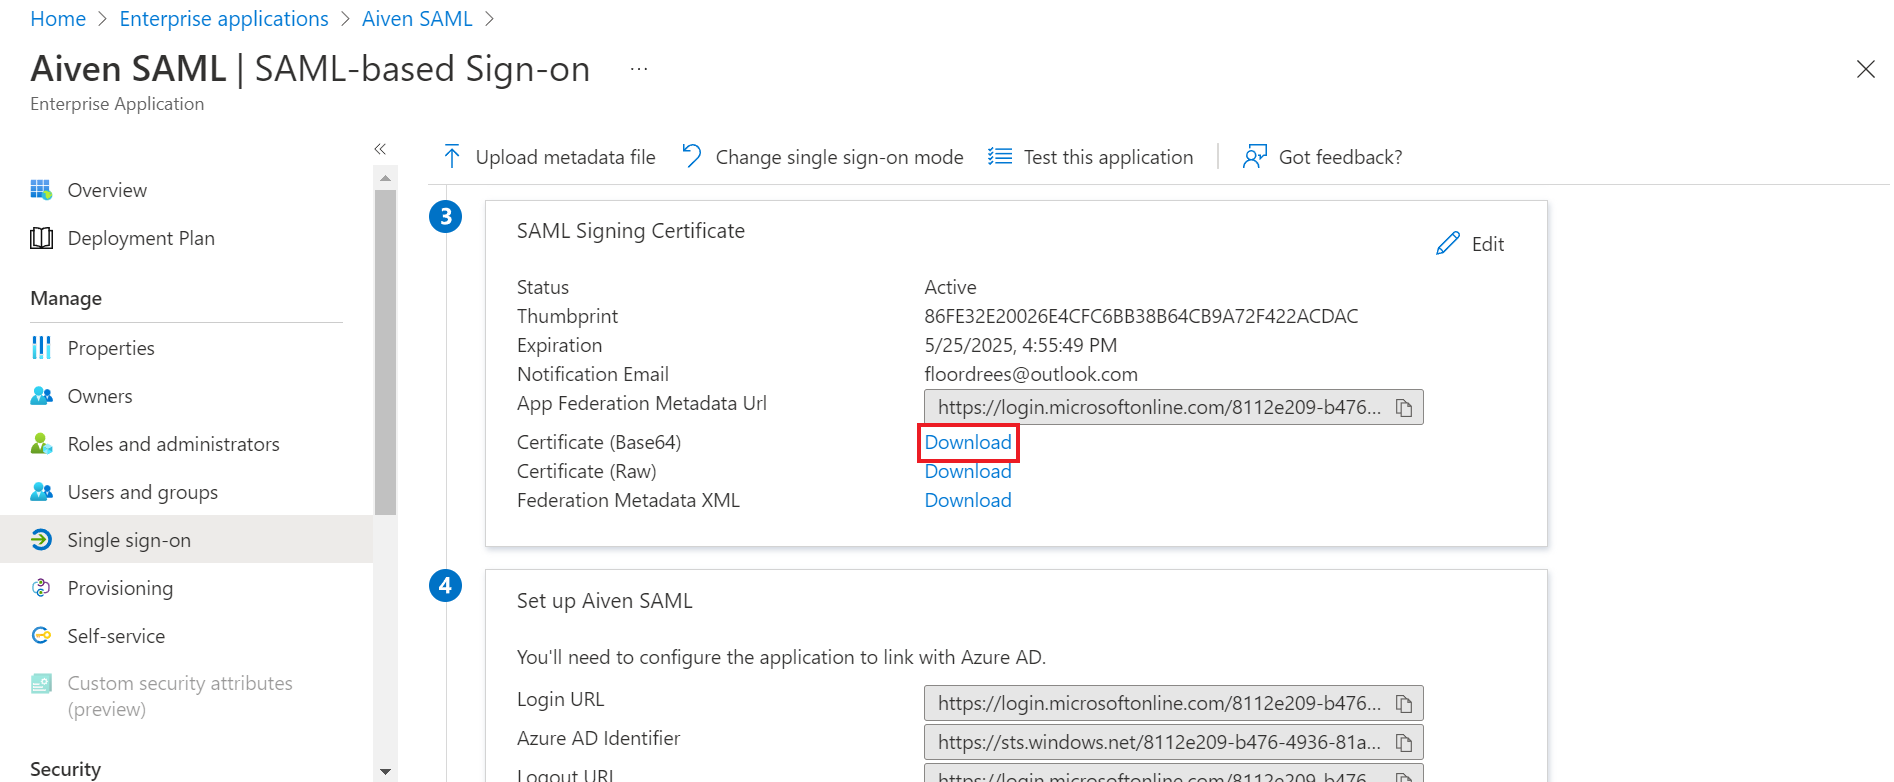 Home > Enterprise applications > Aiven SAML >
Aiven SAML | SAML-based Sign-on ...
Enterprise Application
Overview
Deployment Plan
Manage
Properties
Owners
Roles and administrators
Users and groups
Single sign-on
Provisioning
Self-service
Custom security attributes
(preview)
Security
Upload metadata file Change single sign-on mode Test this application Got feedback?
3
SAML Signing Certificate
Edit
Status Active
Thumbprint 86FE32E20026E4CFC6BB38B64CB9A72F422ACDAC
Expiration 5/25/2025, 4:55:49 PM
Notification Email floordrees@outlook.com
App Federation Metadata Url https://login.microsoftonline.com/8112e209-b476...
Certificate (Base64) Download
Certificate (Raw) Download
Federation Metadata XML Download
4
Set up Aiven SAML
You'll need to configure the application to link with Azure AD.
Login URL https://login.microsoftonline.com/8112e209-b476...
Azure AD Identifier https://sts.windows.net/8112e209-b476-4936-81a...
Logout URL https://login.microsoftonline.com/8112e209-b476...